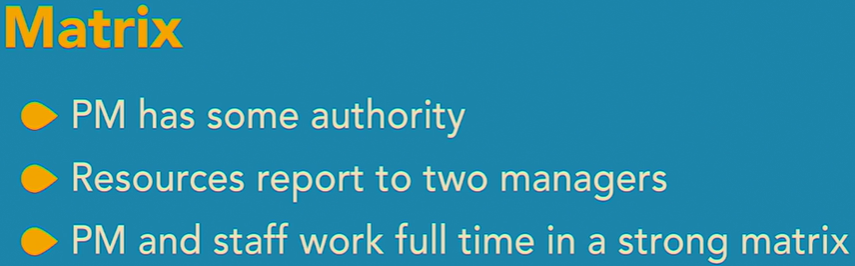 Matrix
PM has some authority
Resources report to two managers
PM and staff work full time in a strong matrix